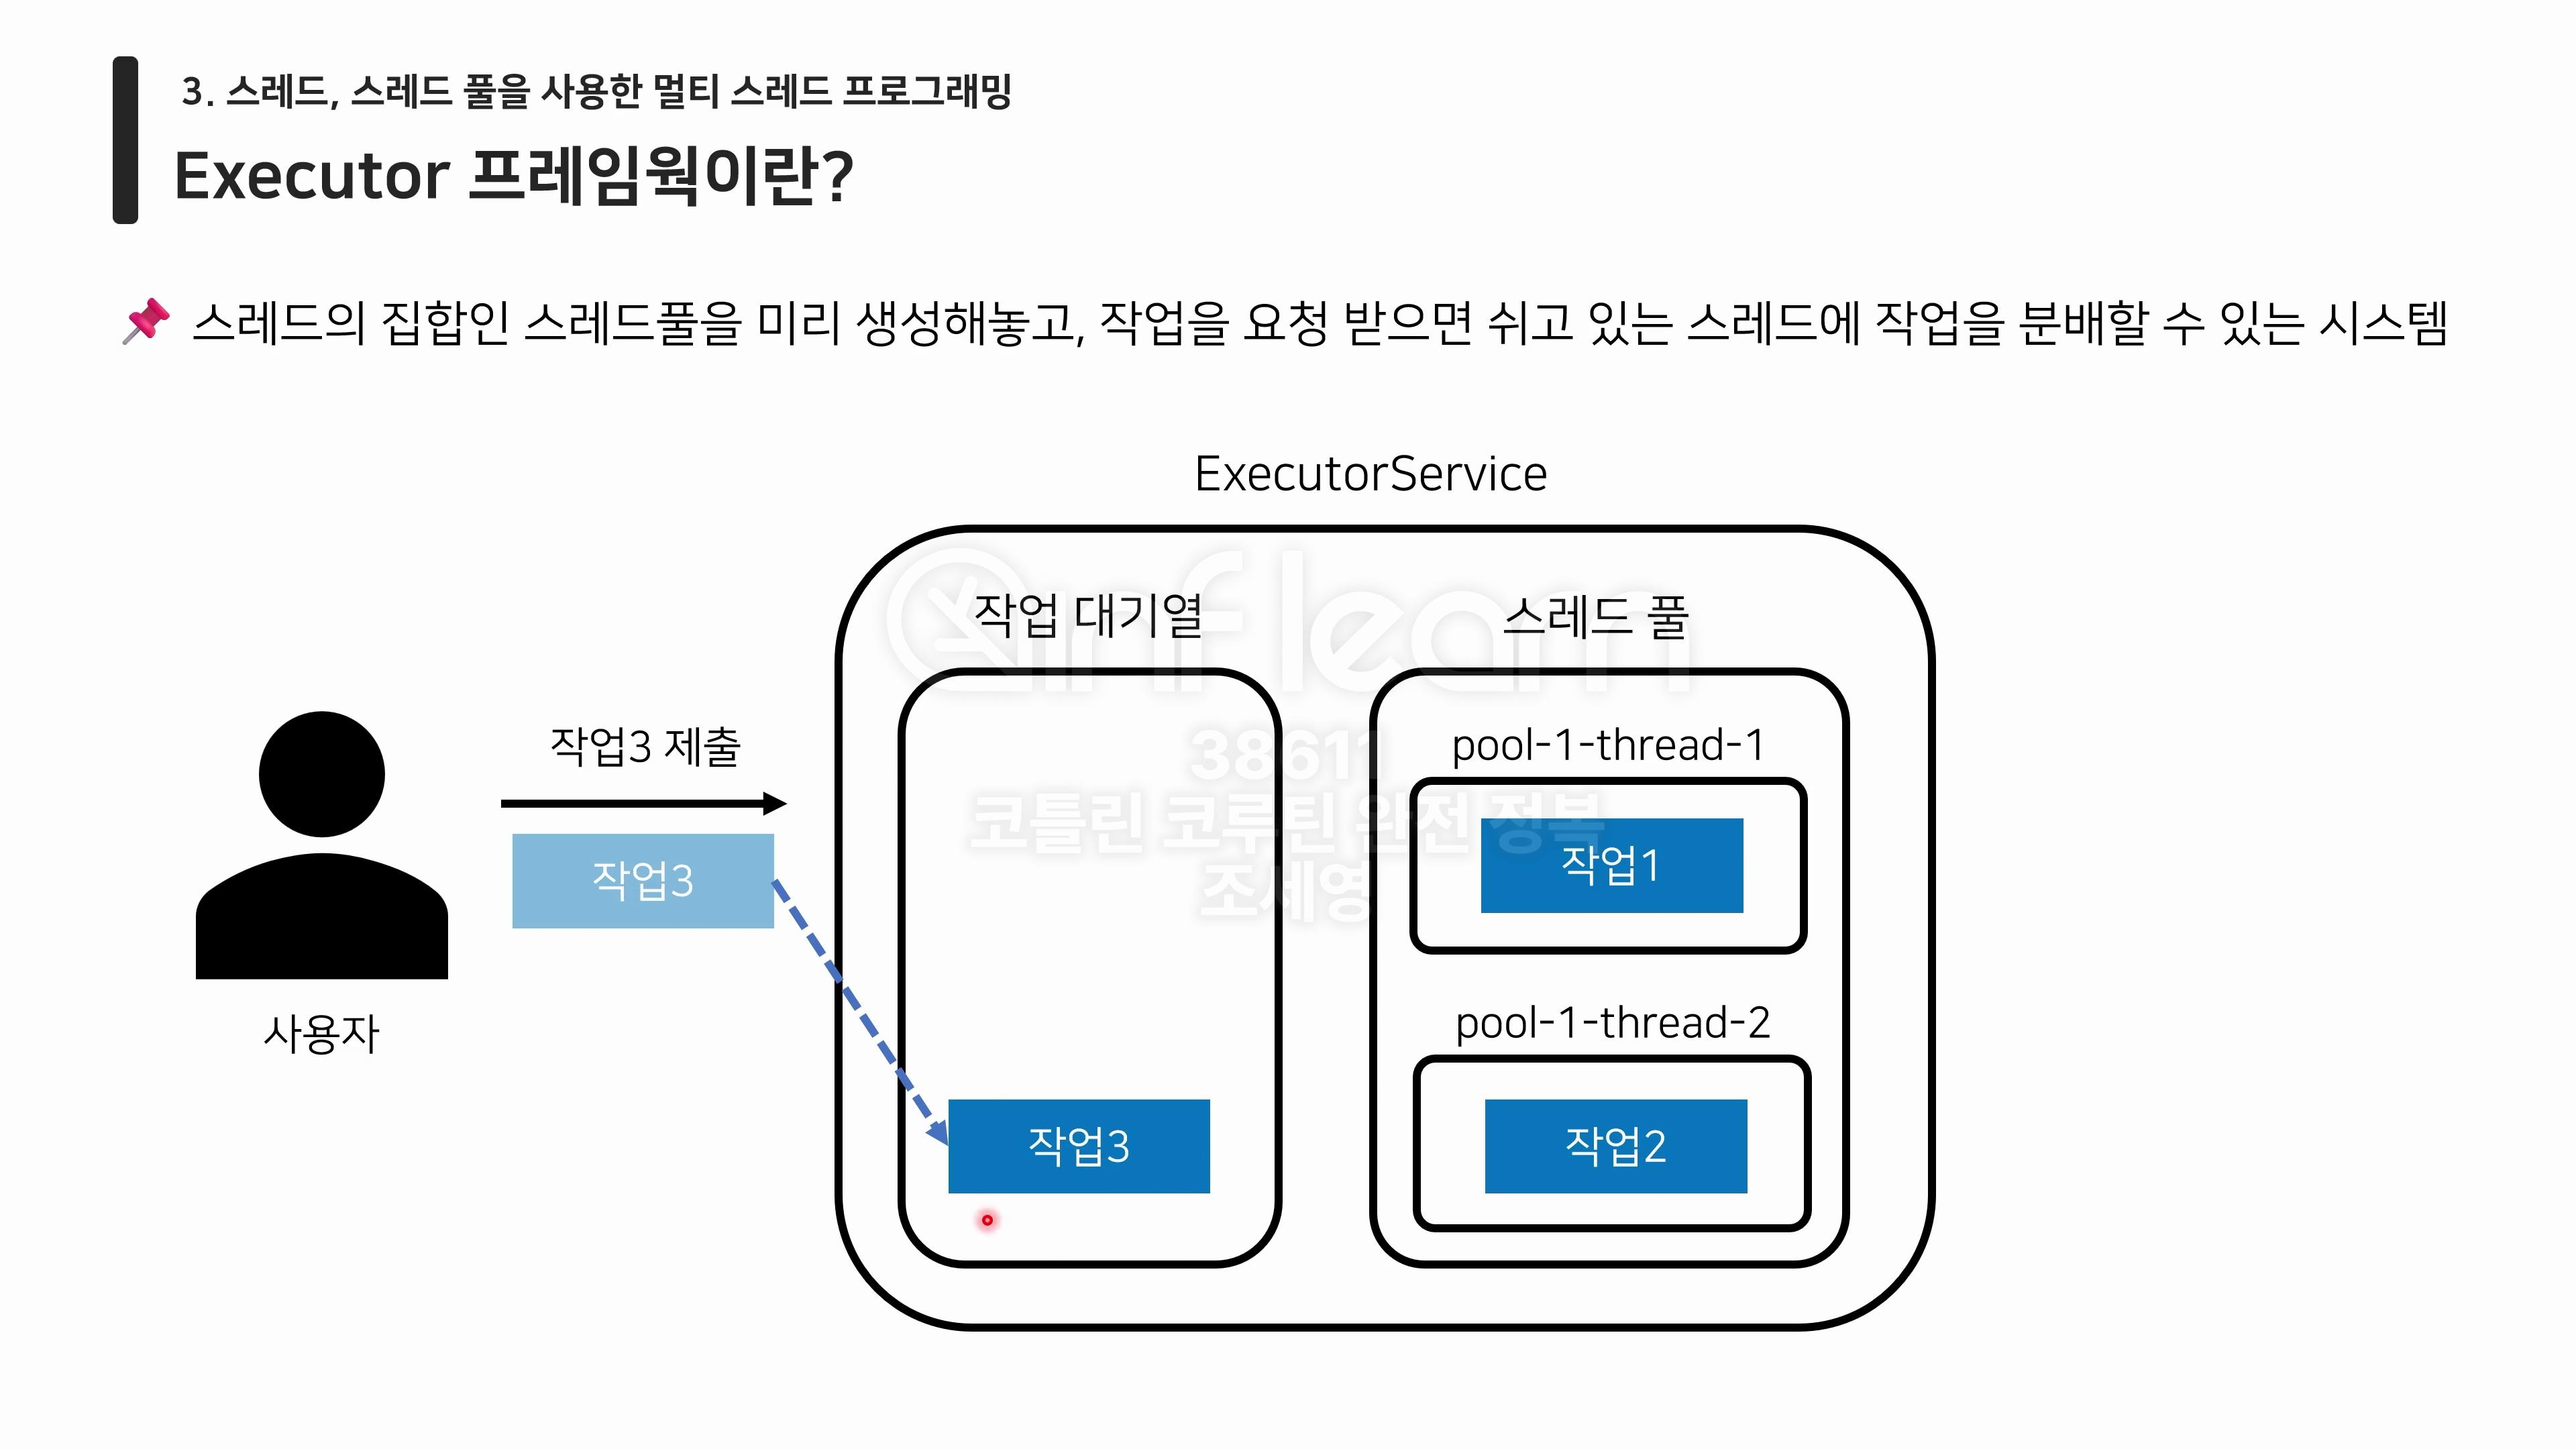 3. 스레드, 스레드 풀을 사용한 멀티 스레드 프로그래밍
Executor 프레임웍이란?
스레드의 집합인 스레드풀을 미리 생성해놓고, 작업을 요청 받으면 쉬고 있는 스레드에 작업을 분배할 수 있는 시스템
ExecutorService
inflearn
작업 대기열
스레드 풀
38611
코틀린 코루틴 완전 정복
조세영
작업3 제출
작업3
사용자
pool-1-thread-1
작업1
pool-1-thread-2
작업3
작업2